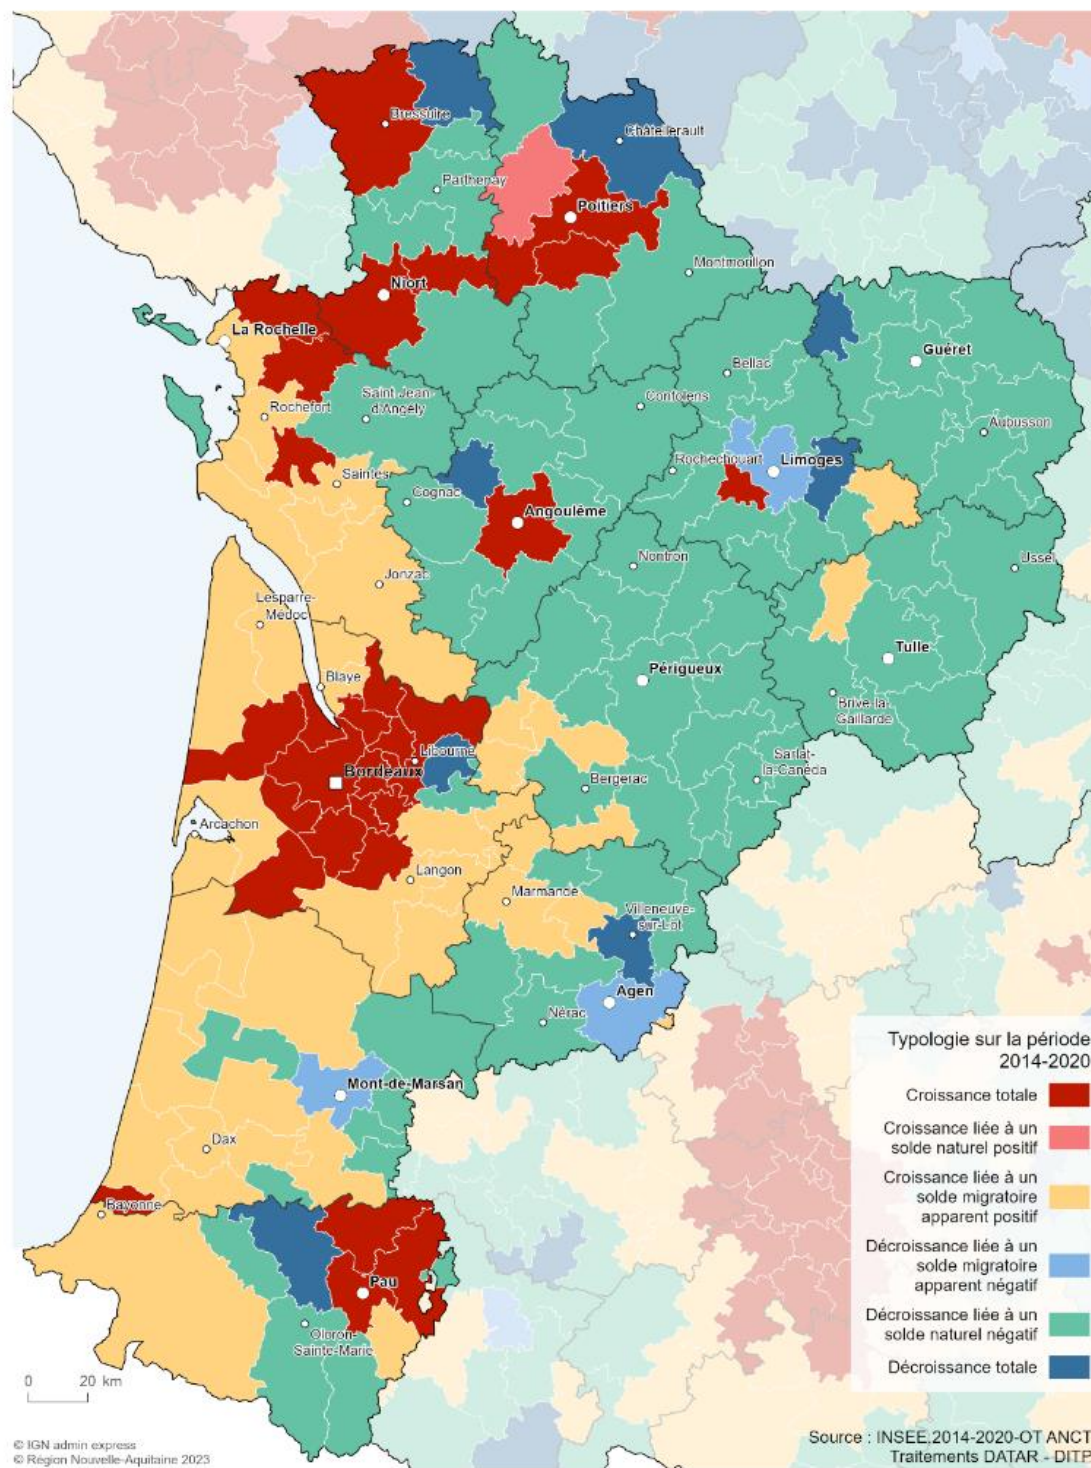 Bressuire
Châtellerault
Parthenay
Poitiers
Montmorillon
Niort
La Rochelle
Guéret
Bellac
Saint Jean
d'Angély
Confolens
Rochefort
Aubusson
Rochechouart
Limoges
Saintes
Cognac
Angoulême
Ussel
Nontron
Jonzac
Lesparre-
Médoc
Tulle
Périgueux
Blaye
Brive-la-
Gaillarde
Libourne
Sarlat-
la-Canéda
Bordeaux
Bergerac
Arcachon
Langon
Marmande
Villeneuve-
sur-Lot
Agen
Nérac
Mont-de-Marsan
Dax
Bayonne
Pau
Oloron-
Sainte-Marie
Typologie sur la période
2014-2020
Croissance totale
Croissance liée à un
solde naturel positif
Croissance liée à un
solde migratoire
apparent positif
Décroissance liée à un
solde migratoire
apparent négatif
Décroissance liée à un
solde naturel négatif
Décroissance totale
0 20 km
© IGN admin express
© Région Nouvelle-Aquitaine 2023
Source : INSEE,2014-2020-OT ANCT
Traitements DATAR - DITP